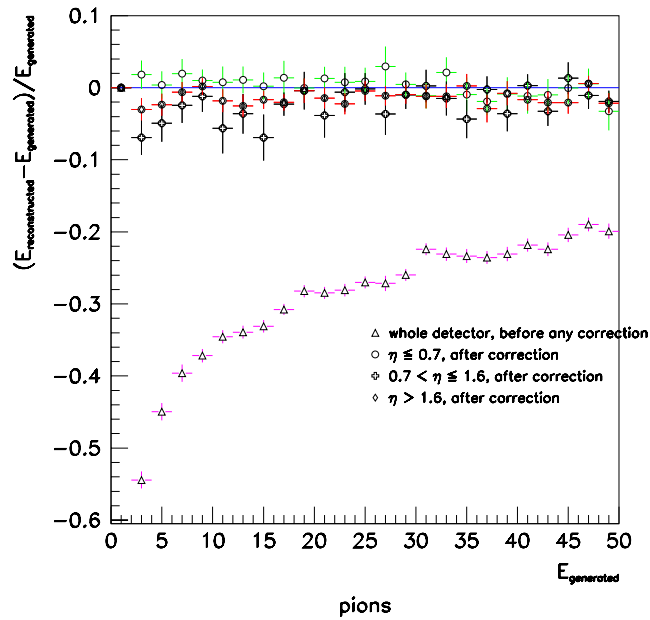 (E_reconstructed−E_generated)/E_generated
0.1
0
−0.1
−0.2
−0.3
−0.4
−0.5
−0.6
whole detector, before any correction
η ≤ 0.7, after correction
0.7 < η ≤ 1.6, after correction
η > 1.6, after correction
0 5 10 15 20 25 30 35 40 45 50
E_generated
pions